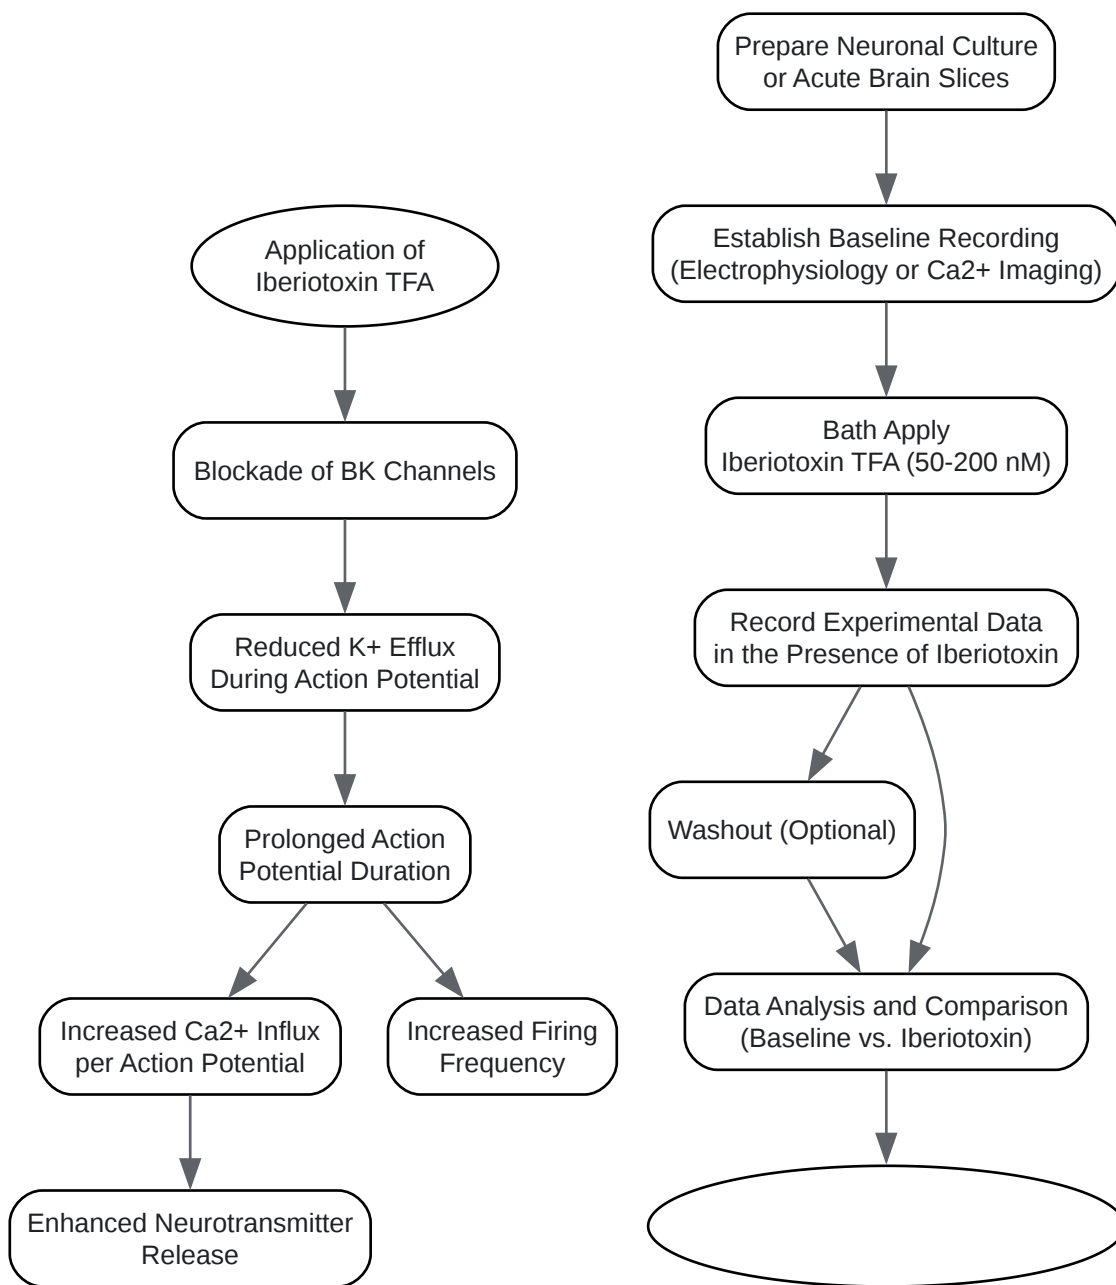 Application of
Iberiotoxin TFA
Blockade of BK Channels
Reduced K+ Efflux
During Action Potential
Prolonged Action
Potential Duration
Increased Ca2+ Influx
per Action Potential
Increased Firing
Frequency
Enhanced Neurotransmitter
Release
Prepare Neuronal Culture
or Acute Brain Slices
Establish Baseline Recording
(Electrophysiology or Ca2+ Imaging)
Bath Apply
Iberiotoxin TFA (50-200 nM)
Record Experimental Data
in the Presence of Iberiotoxin
Washout (Optional)
Data Analysis and Comparison
(Baseline vs. Iberiotoxin)